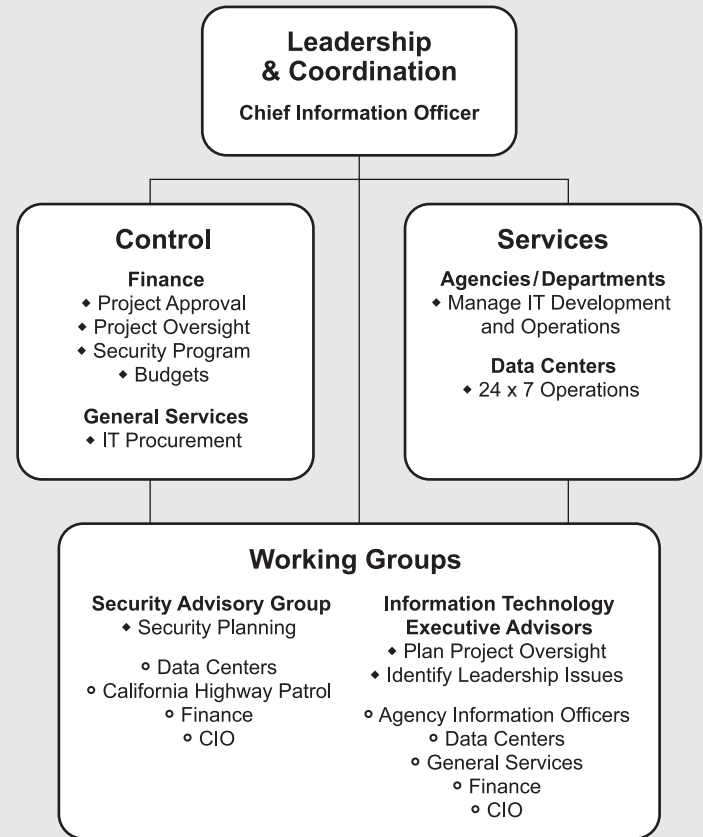 Leadership
& Coordination
Chief Information Officer
Control
Finance
◆ Project Approval
◆ Project Oversight
◆ Security Program
◆ Budgets
General Services
◆ IT Procurement
Services
Agencies/Departments
◆ Manage IT Development
and Operations
Data Centers
◆ 24 x 7 Operations
Working Groups
Security Advisory Group
◆ Security Planning
⚬ Data Centers
⚬ California Highway Patrol
⚬ Finance
⚬ CIO
Information Technology
Executive Advisors
◆ Plan Project Oversight
◆ Identify Leadership Issues
⚬ Agency Information Officers
⚬ Data Centers
⚬ General Services
⚬ Finance
⚬ CIO